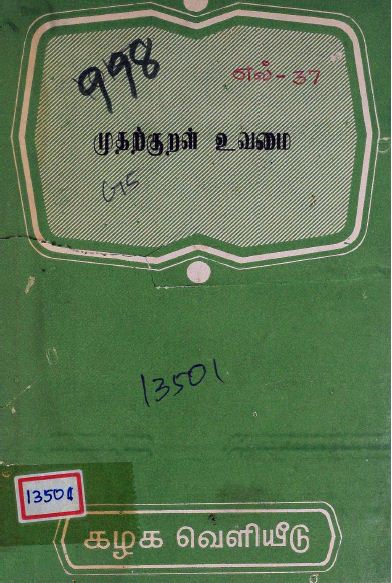 998
எல்-37
முதற்குறள் உவமை
13501
13501
கழக வெளியீடு